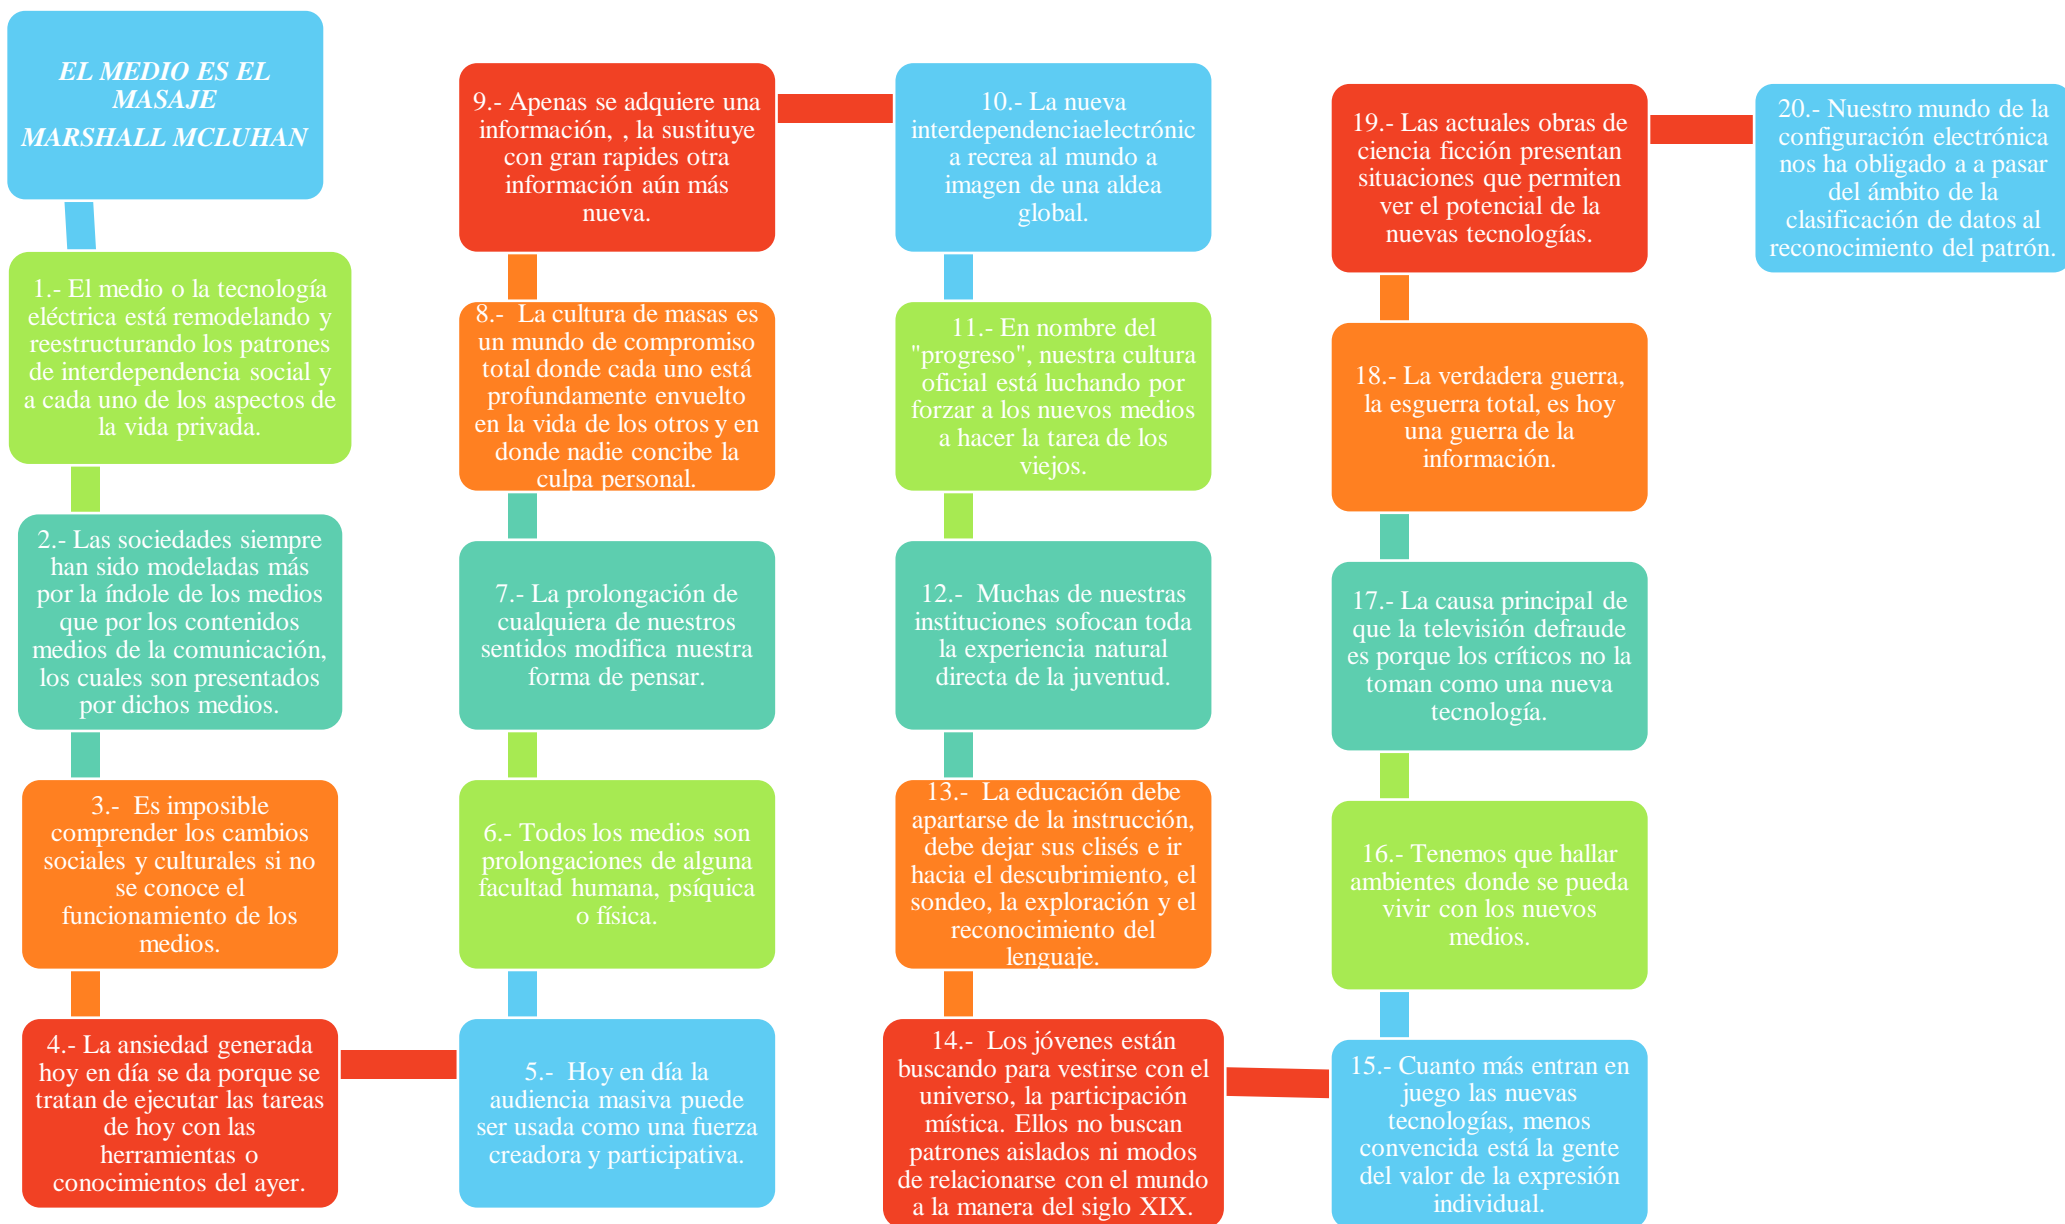 EL MEDIO ES EL
MASAJE
MARSHALL MCLUHAN
1.- El medio o la tecnología
eléctrica está remodelando y
reestructurando los patrones
de interdependencia social y
a cada uno de los aspectos de
la vida privada.
2.- Las sociedades siempre
han sido modeladas más
por la índole de los medios
que por los contenidos
medios de la comunicación,
los cuales son presentados
por dichos medios.
3.- Es imposible
comprender los cambios
sociales y culturales si no
se conoce el
funcionamiento de los
medios.
4.- La ansiedad generada
hoy en día se da porque se
tratan de ejecutar las tareas
de hoy con las
herramientas o
conocimientos del ayer.
5.- Hoy en día la
audiencia masiva puede
ser usada como una fuerza
creadora y participativa.
6.- Todos los medios son
prolongaciones de alguna
facultad humana, psíquica
o física.
7.- La prolongación de
cualquiera de nuestros
sentidos modifica nuestra
forma de pensar.
8.- La cultura de masas es
un mundo de compromiso
total donde cada uno está
profundamente envuelto
en la vida de los otros y en
donde nadie concibe la
culpa personal.
9.- Apenas se adquiere una
información, , la sustituye
con gran rapides otra
información aún más
nueva.
10.- La nueva
interdependenciaelectrónic
a recrea al mundo a
imagen de una aldea
global.
11.- En nombre del
"progreso", nuestra cultura
oficial está luchando por
forzar a los nuevos medios
a hacer la tarea de los
viejos.
12.- Muchas de nuestras
instituciones sofocan toda
la experiencia natural
directa de la juventud.
13.- La educación debe
apartarse de la instrucción,
debe dejar sus clisés e ir
hacia el descubrimiento, el
sondeo, la exploración y el
reconocimiento del
lenguaje.
14.- Los jóvenes están
buscando para vestirse con el
universo, la participación
mística. Ellos no buscan
patrones aislados ni modos
de relacionarse con el mundo
a la manera del siglo XIX.
15.- Cuanto más entran en
juego las nuevas
tecnologías, menos
convencida está la gente
del valor de la expresión
individual.
16.- Tenemos que hallar
ambientes donde se pueda
vivir con los nuevos
medios.
17.- La causa principal de
que la televisión defraude
es porque los críticos no la
toman como una nueva
tecnología.
18.- La verdadera guerra,
la esguerra total, es hoy
una guerra de la
información.
19.- Las actuales obras de
ciencia ficción presentan
situaciones que permiten
ver el potencial de la
nuevas tecnologías.
20.- Nuestro mundo de la
configuración electrónica
nos ha obligado a a pasar
del ámbito de la
clasificación de datos al
reconocimiento del patrón.